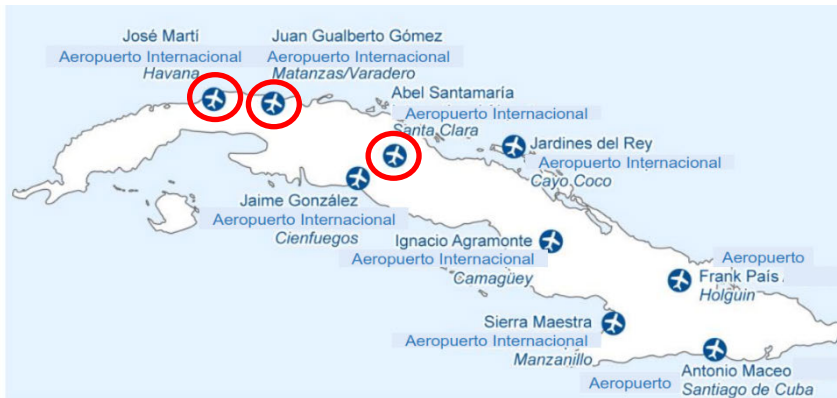 José Martí
Aeropuerto Internacional
Havana
Juan Gualberto Gómez
Aeropuerto Internacional
Matanzas/Varadero
Abel Santamaría
Aeropuerto Internacional
Santa Clara
Jardines del Rey
Aeropuerto Internacional
Cayo Coco
Jaime González
Aeropuerto Internacional
Cienfuegos
Ignacio Agramonte
Aeropuerto Internacional
Camagüey
Aeropuerto
Frank País
Holguin
Sierra Maestra
Aeropuerto Internacional
Manzanillo
Antonio Maceo
Aeropuerto
Santiago de Cuba